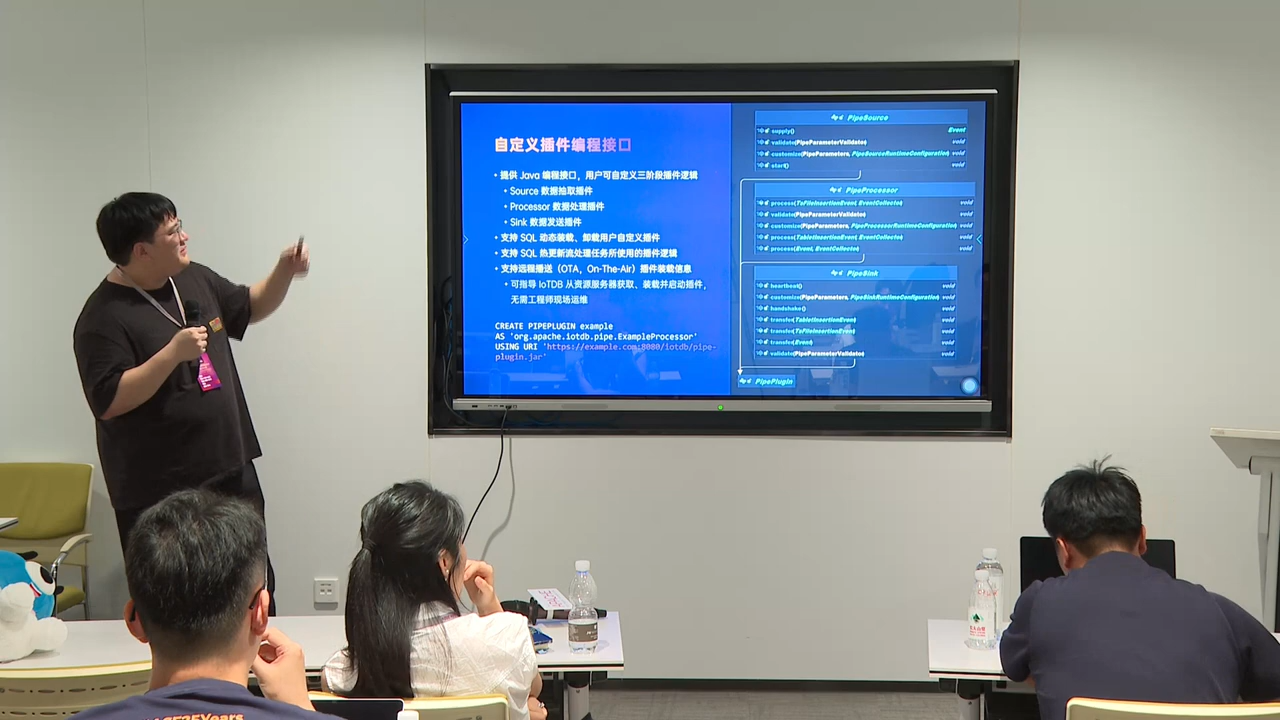 自定义插件编程接口
• 提供 Java 编程接口，用户可自定义三阶段插件逻辑
• Source 数据抽取插件
• Processor 数据处理插件
• Sink 数据发送插件
• 支持 SQL 动态装载、卸载用户自定义插件
• 支持 SQL 热更新流处理任务所使用的插件逻辑
• 支持远程播送（OTA，On-The-Air）插件装载信息
• 可指导 IoTDB 从资源服务器获取、装载并启动插件，
无需工程师现场运维
CREATE PIPEPLUGIN example
AS 'org.apache.iotdb.pipe.ExampleProcessor'
USING URI 'https://example.com:8080/iotdb/pipe-
plugin.jar'
PipeSource
supply() Event
validate(PipeParameterValidator) void
customize(PipeParameters, PipeSourceRuntimeConfiguration) void
start() void
PipeProcessor
process(TsFileInsertionEvent, EventCollector) void
validate(PipeParameterValidator) void
customize(PipeParameters, PipeProcessorRuntimeConfiguration) void
process(TabletInsertionEvent, EventCollector) void
process(Event, EventCollector) void
PipeSink
heartbeat() void
customize(PipeParameters, PipeSinkRuntimeConfiguration) void
handshake() void
transfer(TabletInsertionEvent) void
transfer(TsFileInsertionEvent) void
transfer(Event) void
validate(PipeParameterValidator) void
PipePlugin